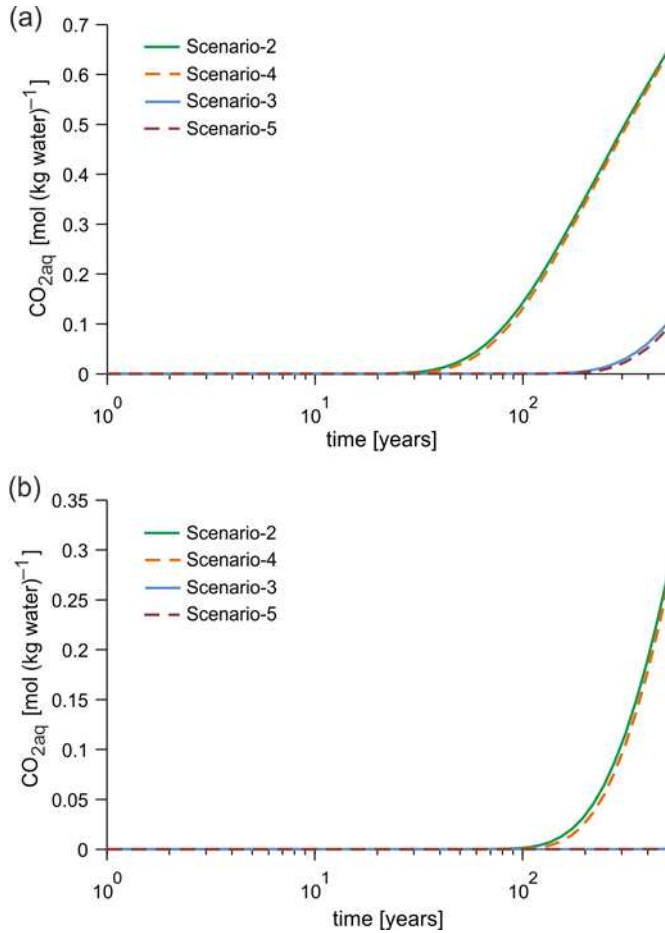 (a)
0.7
0.6
0.5
0.4
0.3
0.2
0.1
0
CO2aq [mol (kg water)−1]
Scenario-2
Scenario-4
Scenario-3
Scenario-5
10^0
10^1
10^2
time [years]
(b)
0.35
0.3
0.25
0.2
0.15
0.1
0.05
0
CO2aq [mol (kg water)−1]
Scenario-2
Scenario-4
Scenario-3
Scenario-5
10^0
10^1
10^2
time [years]